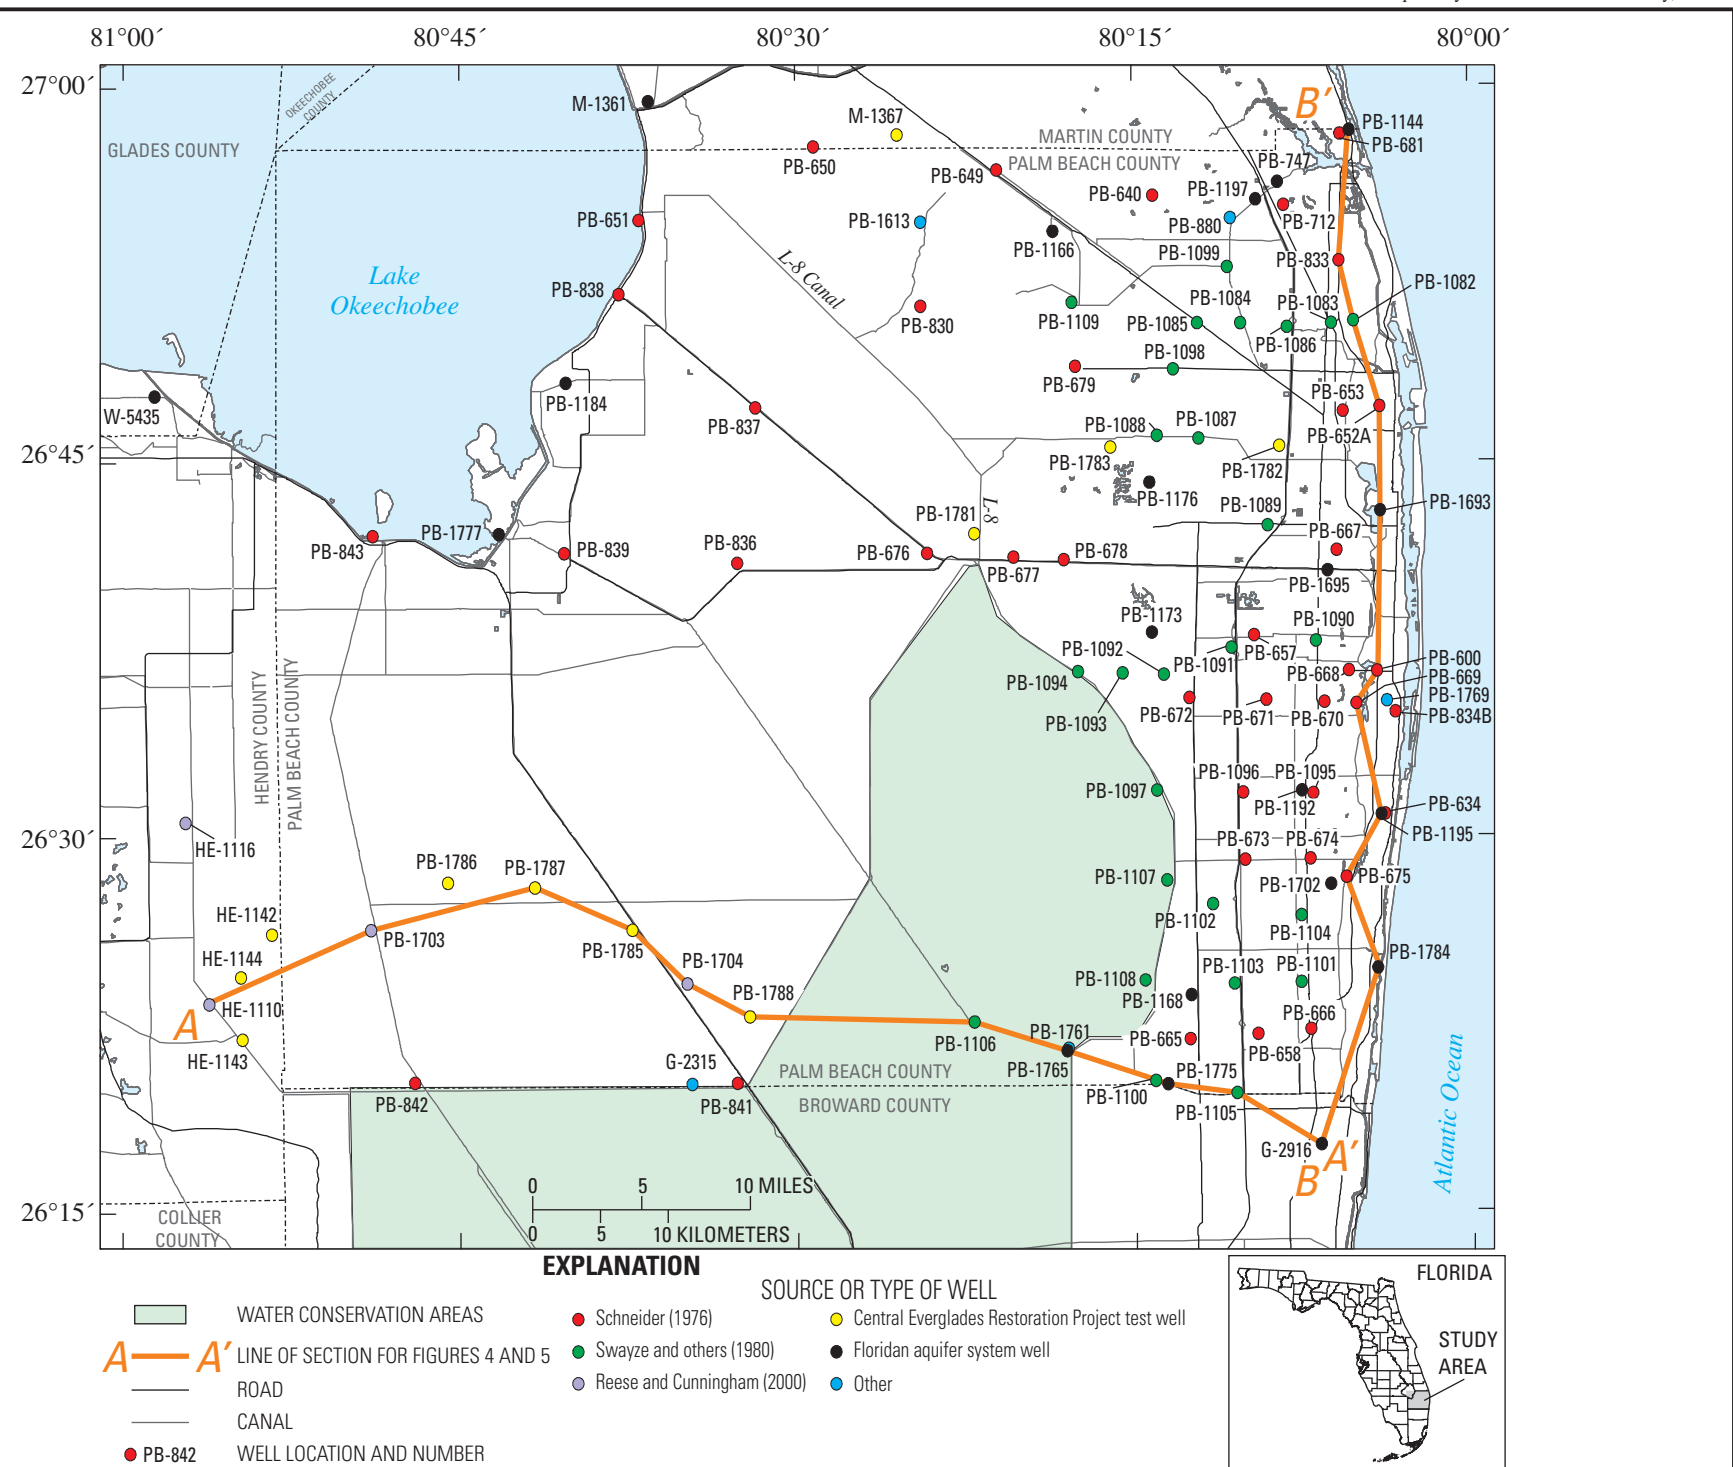 81°00´ 80°45´ 80°30´ 80°15´ 80°00´
27°00´
26°45´
26°30´
26°15´
OKEECHOBEE
COUNTY
GLADES COUNTY
M-1361
M-1367
PB-650
MARTIN COUNTY
PALM BEACH COUNTY
B´
PB-1144
PB-681
PB-747
PB-649
PB-640
PB-1197
PB-712
PB-880
PB-651
PB-1613
PB-1166
PB-1099
PB-833
Lake
Okeechobee
L-8 Canal
PB-838
PB-830
PB-1109
PB-1085
PB-1084
PB-1083
PB-1082
PB-1086
PB-1098
PB-679
W-5435
PB-1184
PB-837
PB-653
PB-652A
PB-1088
PB-1087
PB-1783
PB-1782
PB-1176
PB-1693
L-8
PB-1781
PB-1089
PB-667
PB-843
PB-1777
PB-839
PB-836
PB-676
PB-677
PB-678
PB-1695
PB-1173
PB-1090
PB-1092
PB-1091
PB-657
PB-600
PB-668
PB-669
PB-1769
PB-834B
PB-1094
PB-1093
PB-672
PB-671
PB-670
HENDRY COUNTY
PALM BEACH COUNTY
PB-1097
PB-1096
PB-1095
PB-1192
PB-634
PB-1195
HE-1116
PB-673
PB-674
PB-1786
PB-1787
PB-1107
PB-1702
PB-675
PB-1102
PB-1104
HE-1142
PB-1703
PB-1785
PB-1784
HE-1144
PB-1704
PB-1788
PB-1108
PB-1103
PB-1101
HE-1110
A
PB-1168
PB-666
HE-1143
PB-1106
PB-1761
PB-665
PB-658
PB-1765
G-2315
PALM BEACH COUNTY
BROWARD COUNTY
PB-842
PB-841
PB-1100
PB-1775
PB-1105
G-2916
A´
B
Atlantic Ocean
COLLIER
COUNTY
0 5 10 MILES
0 5 10 KILOMETERS
EXPLANATION
WATER CONSERVATION AREAS
A A´ LINE OF SECTION FOR FIGURES 4 AND 5
ROAD
CANAL
PB-842 WELL LOCATION AND NUMBER
SOURCE OR TYPE OF WELL
Schneider (1976)
Swayze and others (1980)
Reese and Cunningham (2000)
Central Everglades Restoration Project test well
Floridan aquifer system well
Other
FLORIDA
STUDY
AREA